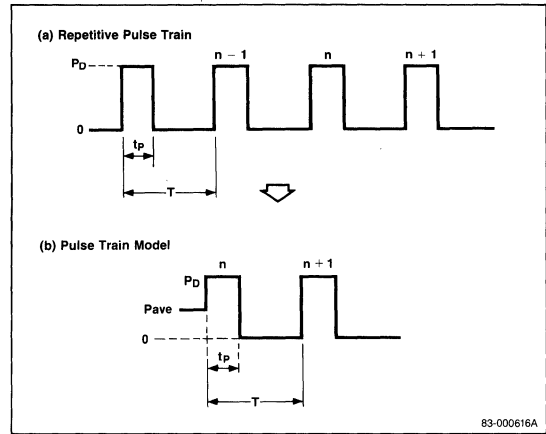 (a) Repetitive Pulse Train
n − 1 n n + 1
PD
0
tP
T
(b) Pulse Train Model
n n + 1
PD
Pave
0
tP
T
83-000616A